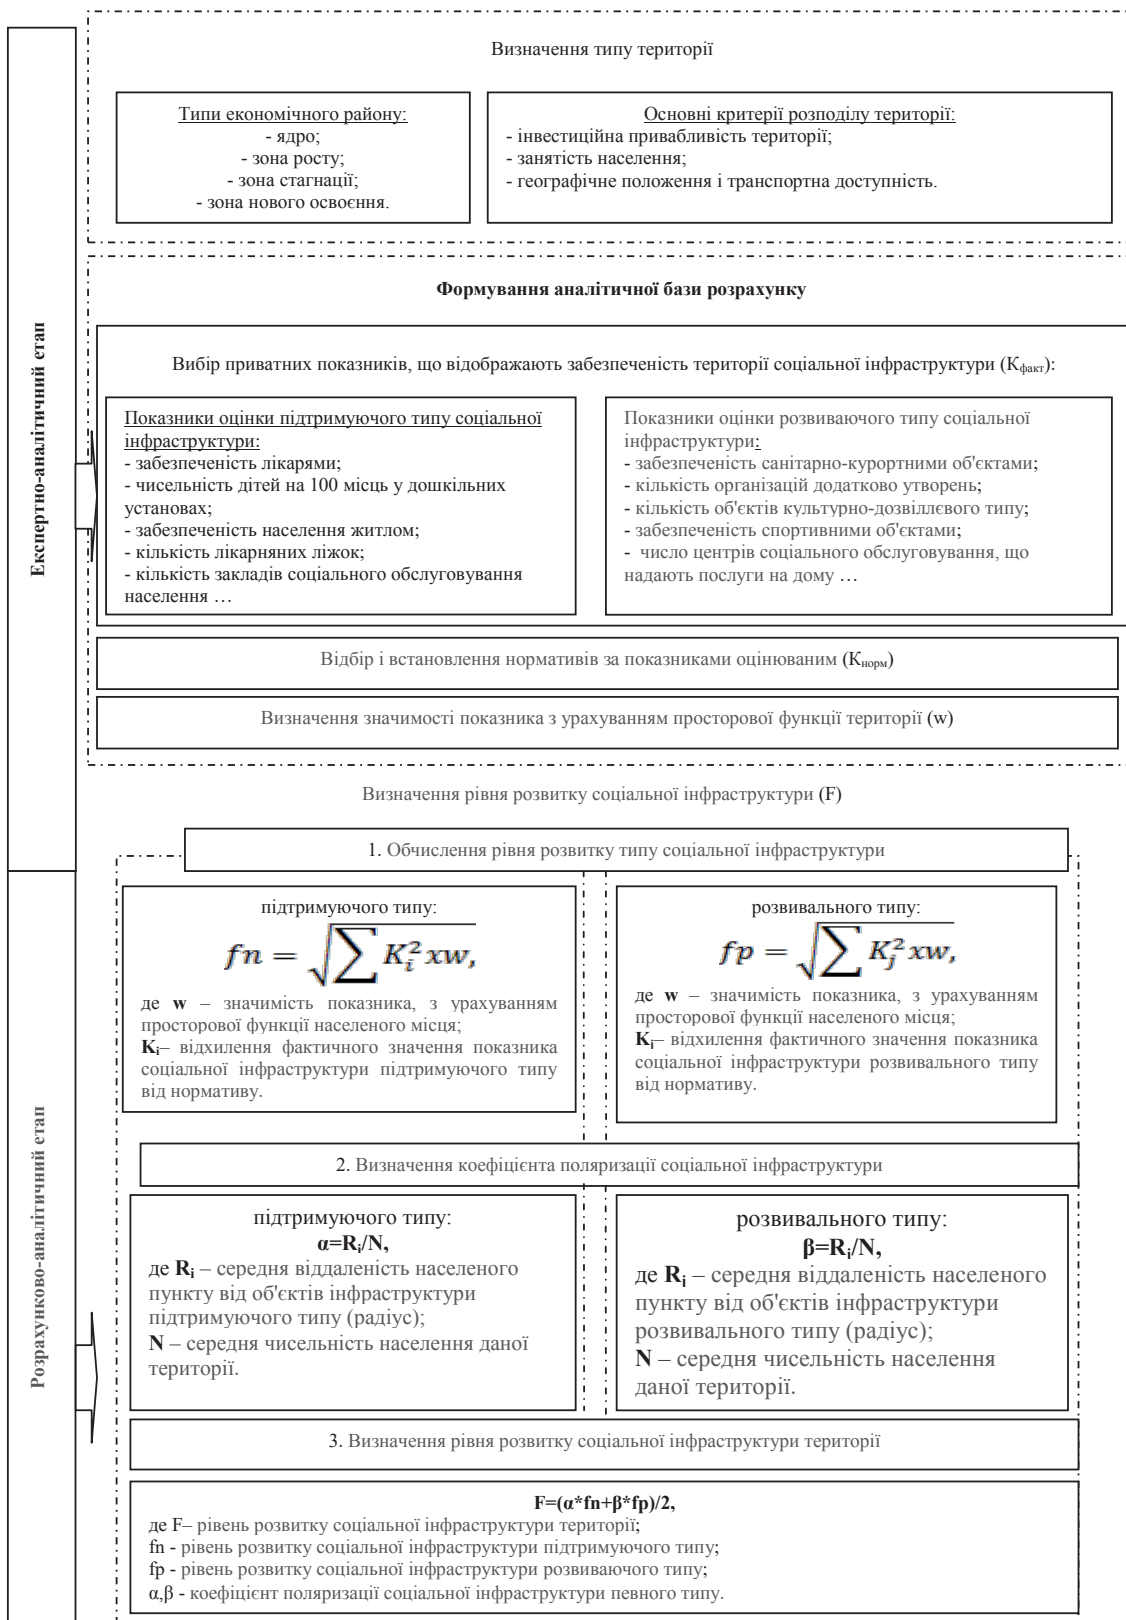 Експертно-аналітичний етап
Визначення типу території
Типи економічного району:
- ядро;
- зона росту;
- зона стагнації;
- зона нового освоєння.
Основні критерії розподілу території:
- інвестиційна привабливість території;
- занятість населення;
- географічне положення і транспортна доступність.
Формування аналітичної бази розрахунку
Вибір приватних показників, що відображають забезпеченість території соціальної інфраструктури (Кфакт):
Показники оцінки підтримуючого типу соціальної
інфраструктури:
- забезпеченість лікарями;
- чисельність дітей на 100 місць у дошкільних
установах;
- забезпеченість населення житлом;
- кількість лікарняних ліжок;
- кількість закладів соціального обслуговування
населення …
Показники оцінки розвиваючого типу соціальної
інфраструктури:
- забезпеченість санітарно-курортними об'єктами;
- кількість організацій додатково утворень;
- кількість об'єктів культурно-дозвіллєвого типу;
- забезпеченість спортивними об'єктами;
- число центрів соціального обслуговування, що
надають послуги на дому …
Відбір і встановлення нормативів за показниками оцінюваним (Кнорм)
Визначення значимості показника з урахуванням просторової функції території (w)
Розрахунково-аналітичний етап
Визначення рівня розвитку соціальної інфраструктури (F)
1. Обчислення рівня розвитку типу соціальної інфраструктури
підтримуючого типу:
fn = √∑ K_i^2 xw,
де w – значимість показника, з урахуванням
просторової функції населеного місця;
Кі– відхилення фактичного значення показника
соціальної інфраструктури підтримуючого типу
від нормативу.
розвивального типу:
fp = √∑ K_j^2 xw,
де w – значимість показника, з урахуванням
просторової функції населеного місця;
Кі– відхилення фактичного значення показника
соціальної інфраструктури розвивального типу
від нормативу.
2. Визначення коефіцієнта поляризації соціальної інфраструктури
підтримуючого типу:
α=Ri/N,
де Ri – середня віддаленість населеного
пункту від об'єктів інфраструктури
підтримуючого типу (радіус);
N – середня чисельність населення даної
території.
розвивального типу:
β=Ri/N,
де Ri – середня віддаленість населеного
пункту від об'єктів інфраструктури
розвивального типу (радіус);
N – середня чисельність населення
даної території.
3. Визначення рівня розвитку соціальної інфраструктури території
F=(α*fn+β*fp)/2,
де F– рівень розвитку соціальної інфраструктури території;
fn - рівень розвитку соціальної інфраструктури підтримуючого типу;
fp - рівень розвитку соціальної інфраструктури розвиваючого типу;
α,β - коефіцієнт поляризації соціальної інфраструктури певного типу.